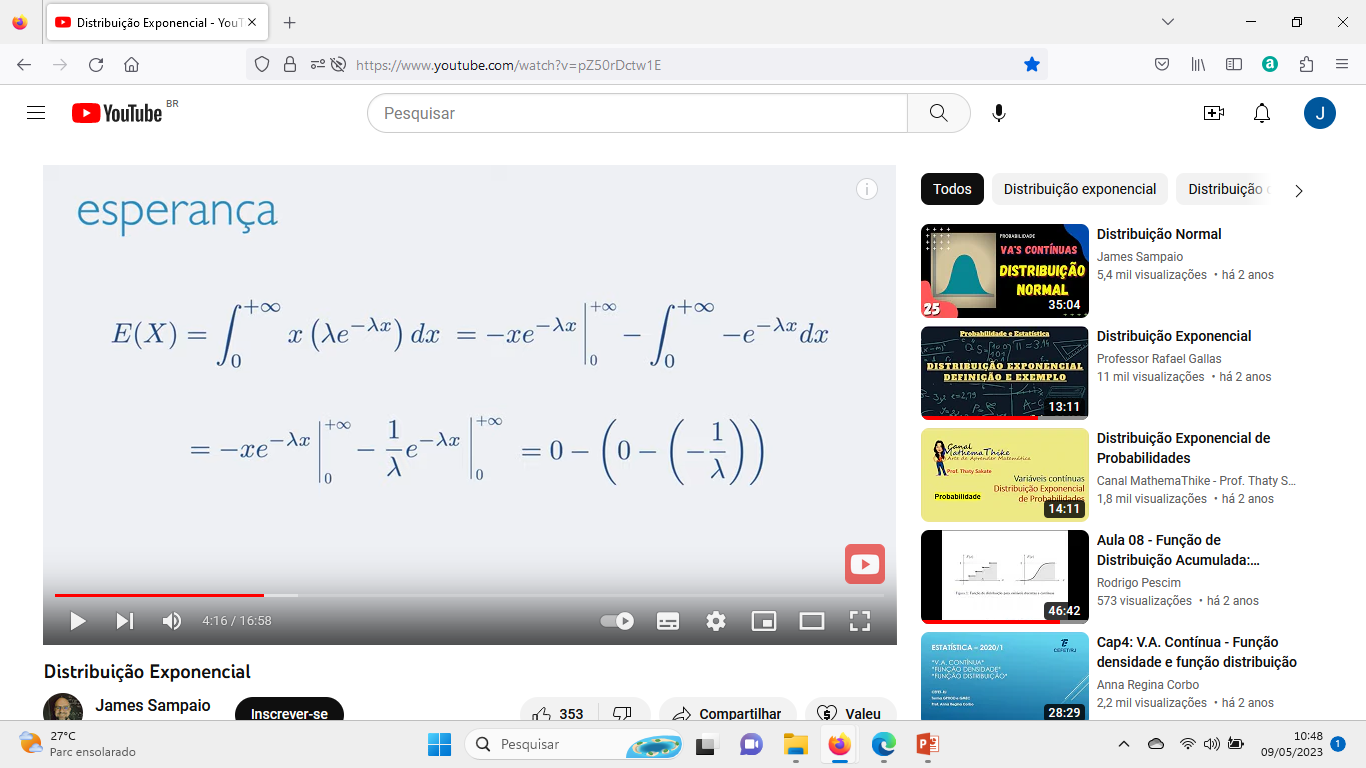 Distribuição Exponencial - YouT
https://www.youtube.com/watch?v=pZ50rDctw1E
YouTube BR
Pesquisar
J
esperança
E(X) = ∫₀^{+∞} x (λe^{−λx}) dx = −xe^{−λx} |₀^{+∞} − ∫₀^{+∞} −e^{−λx}dx
= −xe^{−λx} |₀^{+∞} − 1/λ e^{−λx} |₀^{+∞} = 0 − (0 − (−1/λ))
4:16 / 16:58
Distribuição Exponencial
James Sampaio
Inscrever-se
353
Compartilhar
Valeu
Todos
Distribuição exponencial
Distribuição
PROBABILIDADE
VA'S CONTÍNUAS
DISTRIBUIÇÃO
NORMAL
25
35:04
Distribuição Normal
James Sampaio
5,4 mil visualizações • há 2 anos
Probabilidade e Estatística
DISTRIBUIÇÃO EXPONENCIAL
DEFINIÇÃO E EXEMPLO
13:11
Distribuição Exponencial
Professor Rafael Gallas
11 mil visualizações • há 2 anos
Canal
MathemaThike
Arte de Aprender Matemática
Prof. Thaty Sakate
Variáveis contínuas
Distribuição Exponencial
de Probabilidades
Probabilidade
14:11
Distribuição Exponencial de
Probabilidades
Canal MathemaThike - Prof. Thaty S...
1,8 mil visualizações • há 2 anos
46:42
Aula 08 - Função de
Distribuição Acumulada:...
Rodrigo Pescim
573 visualizações • há 2 anos
ESTATÍSTICA – 2020/1
CEFET/RJ
*V.A. CONTÍNUA*
*FUNÇÃO DENSIDADE*
*FUNÇÃO DISTRIBUIÇÃO*
28:29
Cap4: V.A. Contínua - Função
densidade e função distribuição
Anna Regina Corbo
2,2 mil visualizações • há 2 anos
27°C
Parc ensolarado
Pesquisar
10:48
09/05/2023
1